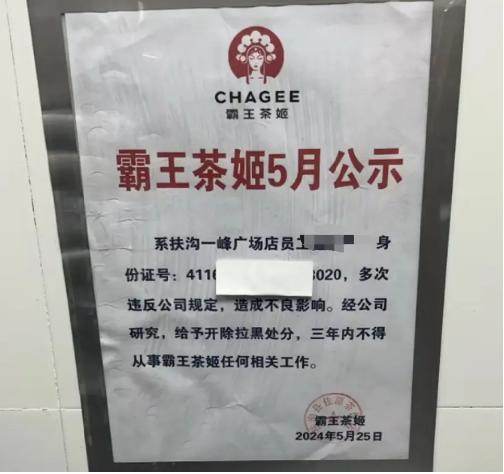 CHAGEE
霸王茶姬
霸王茶姬5月公示
系扶沟一峰广场店员工 身
份证号：4116 3020，多次
违反公司规定，造成不良影响。经公司
研究，给予开除拉黑处分，三年内不得
从事霸王茶姬任何相关工作。
霸王茶姬
2024年5月25日